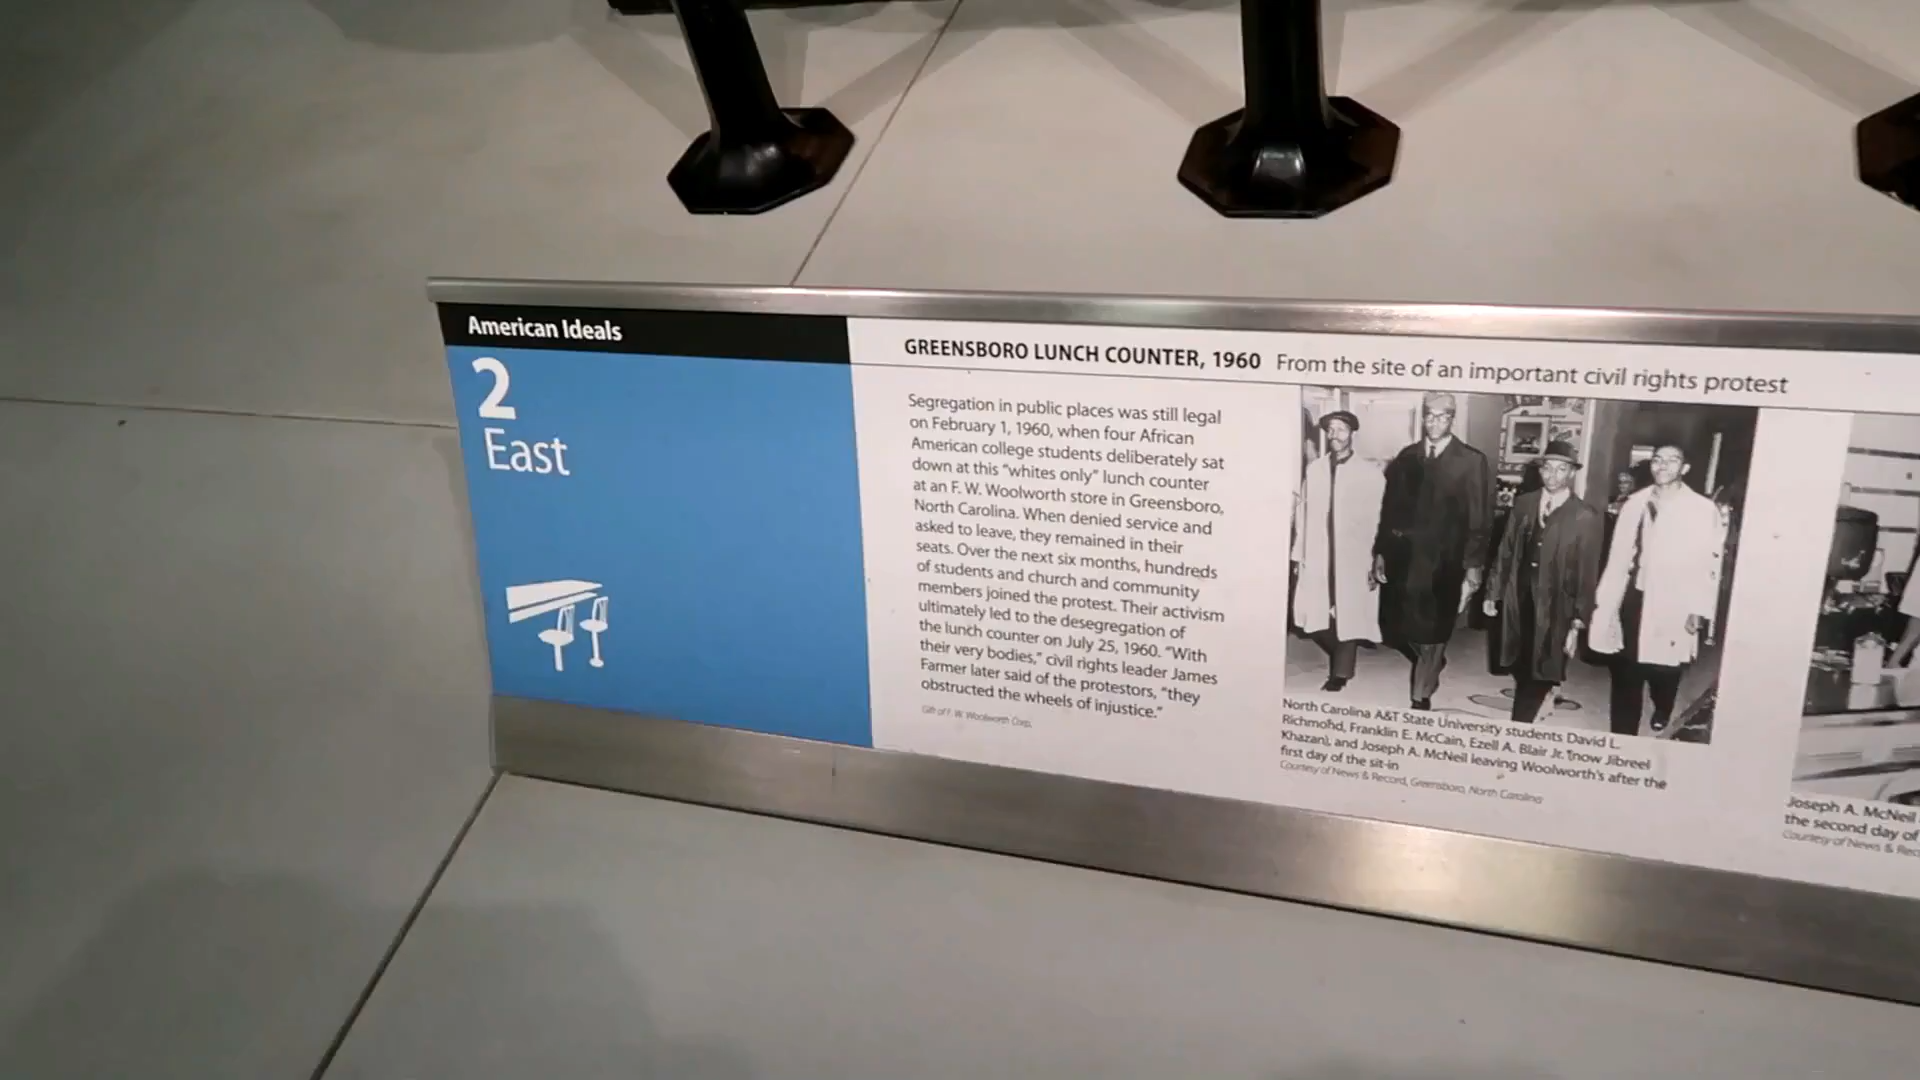 American Ideals
2
East
GREENSBORO LUNCH COUNTER, 1960 From the site of an important civil rights protest
Segregation in public places was still legal
on February 1, 1960, when four African
American college students deliberately sat
down at this "whites only" lunch counter
at an F. W. Woolworth store in Greensboro,
North Carolina. When denied service and
asked to leave, they remained in their
seats. Over the next six months, hundreds
of students and church and community
members joined the protest. Their activism
ultimately led to the desegregation of
the lunch counter on July 25, 1960. "With
their very bodies," civil rights leader James
Farmer later said of the protestors, "they
obstructed the wheels of injustice."
Gift of F. W. Woolworth Corp.
North Carolina A&T State University students David L.
Richmond, Franklin E. McCain, Ezell A. Blair Jr. (now Jibreel
Khazan), and Joseph A. McNeil leaving Woolworth's after the
first day of the sit-in
Courtesy of News & Record, Greensboro, North Carolina
Joseph A. McNeil
the second day of
Courtesy of News & Rec